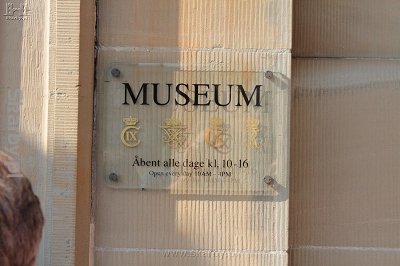 MUSEUM
Åbent alle dage kl. 10-16
Open every day 10AM - 4PM